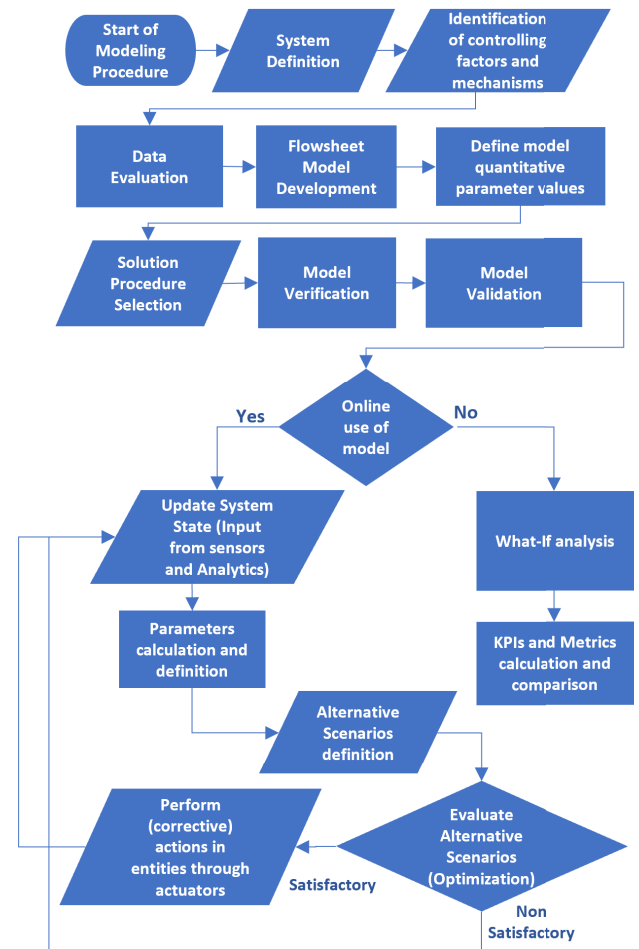 Start of
Modeling
Procedure
System
Definition
Identification
of controlling
factors and
mechanisms
Data
Evaluation
Flowsheet
Model
Development
Define model
quantitative
parameter values
Solution
Procedure
Selection
Model
Verification
Model
Validation
Online
use of
model
Yes
No
Update System
State (Input
from sensors
and Analytics)
What-If analysis
Parameters
calculation and
definition
KPIs and Metrics
calculation and
comparison
Alternative
Scenarios
definition
Evaluate
Alternative
Scenarios
(Optimization)
Perform
(corrective)
actions in
entities through
actuators
Satisfactory
Non
Satisfactory